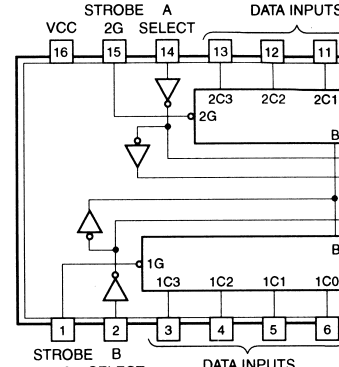 STROBE A DATA INPUTS
VCC 2G SELECT
16 15 14 13 12 11
2C3 2C2 2C1
2G
B
B
1G
1C3 1C2 1C1 1C0
1 2 3 4 5 6
STROBE B DATA INPUTS
SELECT